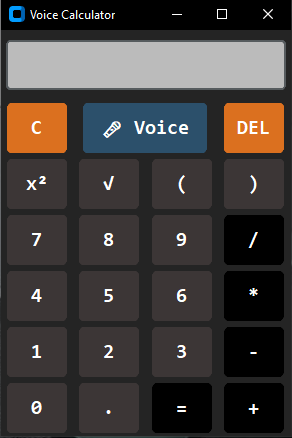 Voice Calculator
C Voice DEL
x² √ ( )
7 8 9 /
4 5 6 *
1 2 3 -
0 . = +